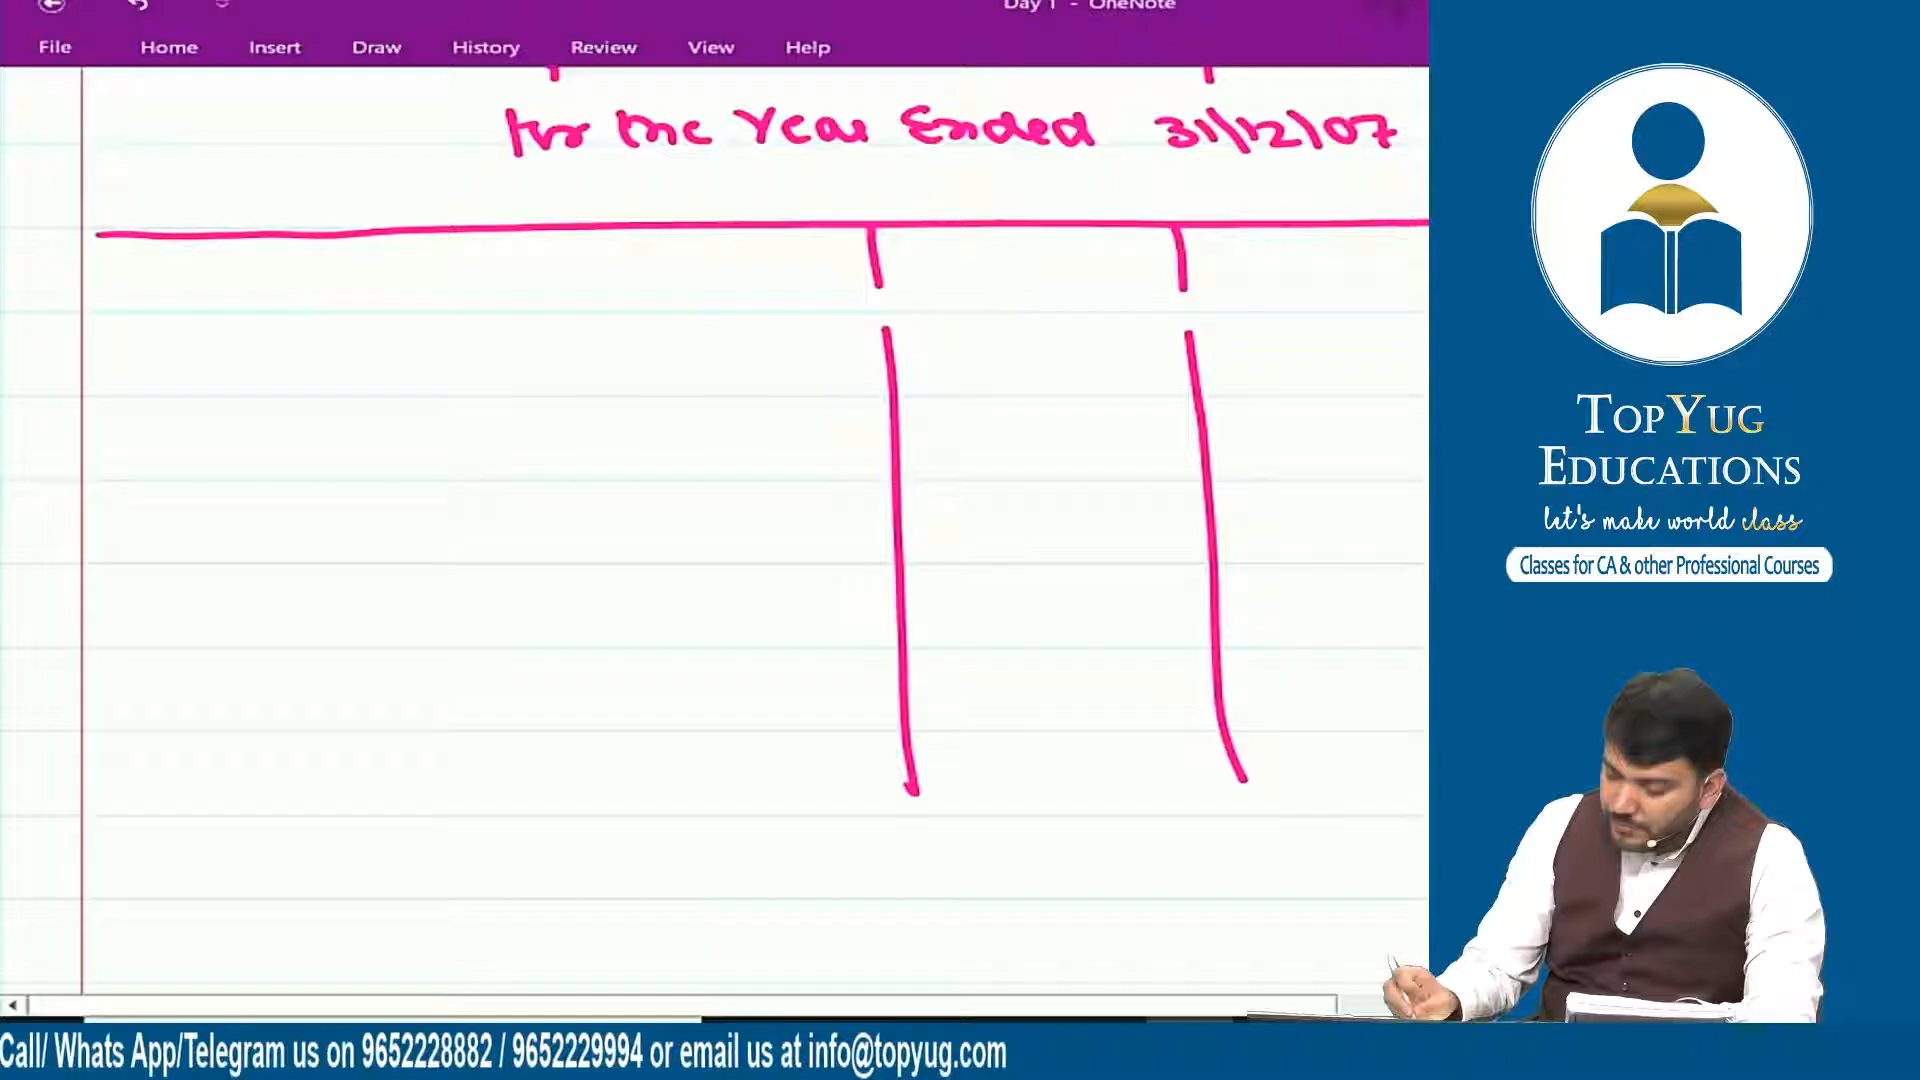 Day 1 - OneNote
File Home Insert Draw History Review View Help
for the Year Ended 31/12/07
TOPYUG
EDUCATIONS
let's make world class
Classes for CA & other Professional Courses
Call/ Whats App/Telegram us on 9652228882 / 9652229994 or email us at info@topyug.com